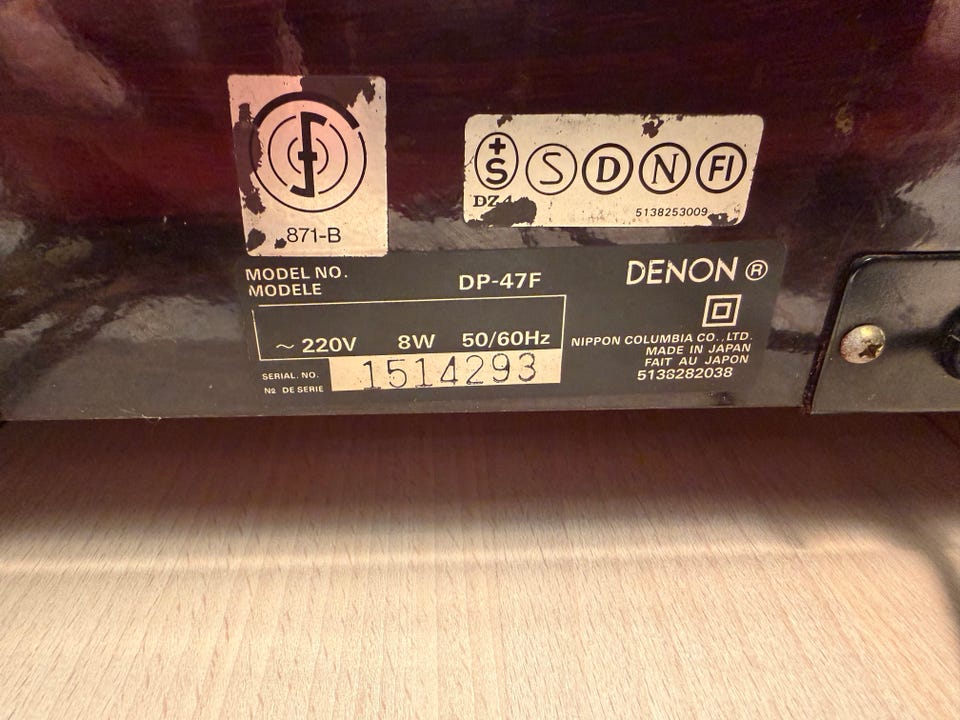 871-B
+S S D N FI
5138253009
MODEL NO.
MODELE
DP-47F
DENON ®
~ 220V 8W 50/60Hz
SERIAL. NO.
№ DE SERIE
1514293
NIPPON COLUMBIA CO.,LTD.
MADE IN JAPAN
FAIT AU JAPON
5138282038